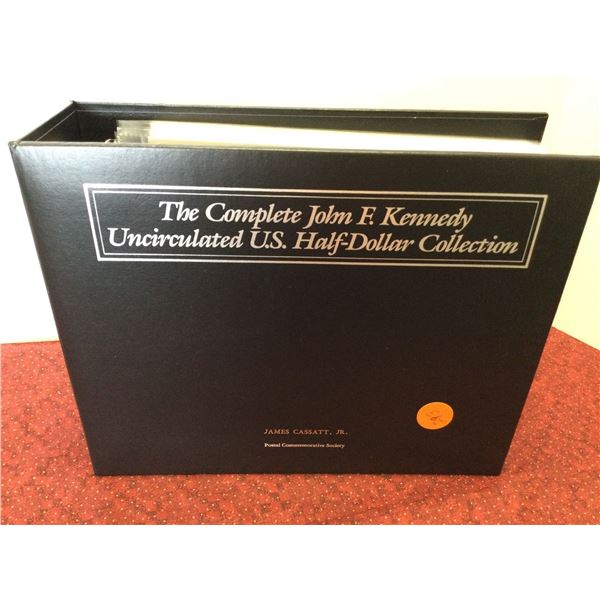 The Complete John F. Kennedy
Uncirculated U.S. Half-Dollar Collection
JAMES CASSATT, JR.
Postal Commemorative Society